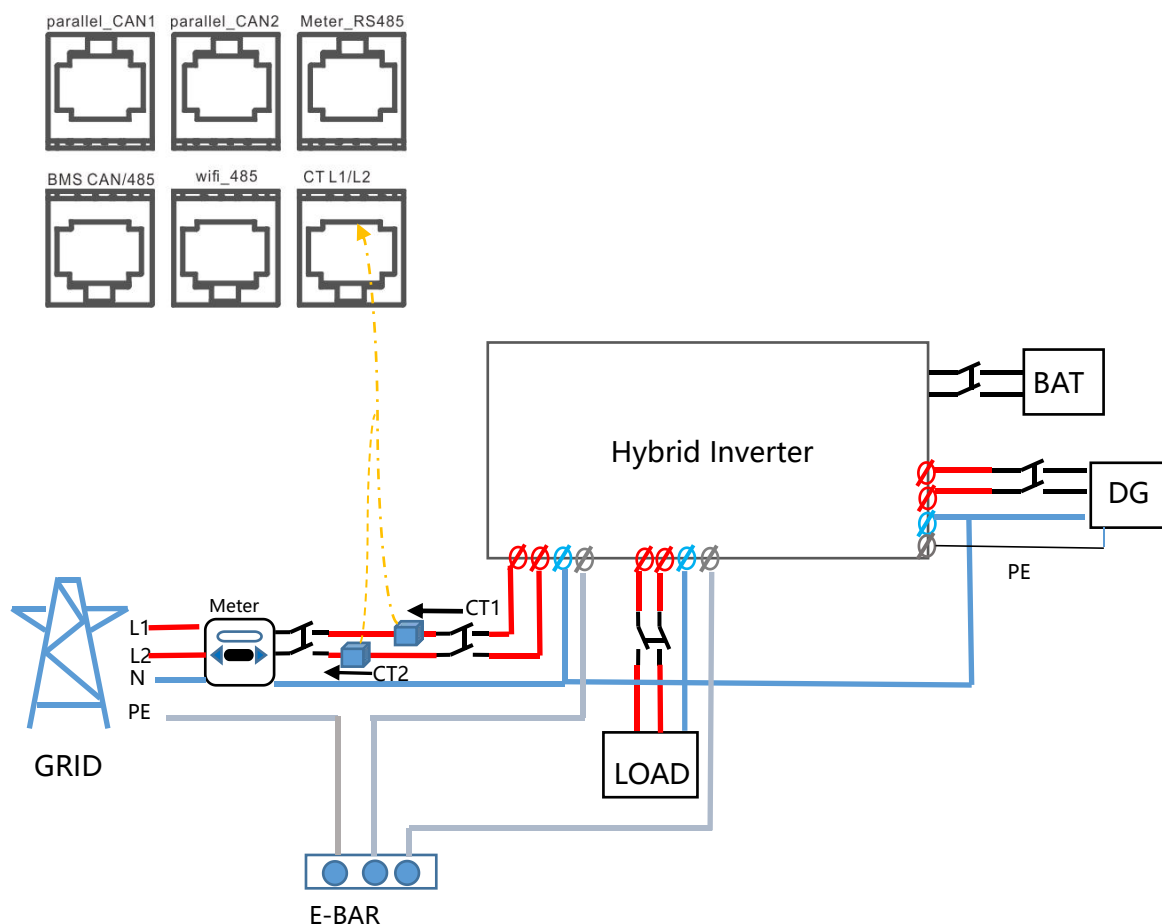 parallel_CAN1 parallel_CAN2 Meter_RS485
BMS CAN/485 wifi_485 CT L1/L2
BAT
Hybrid Inverter
DG
PE
Meter
CT1
L1
L2
CT2
N
PE
GRID
LOAD
E-BAR